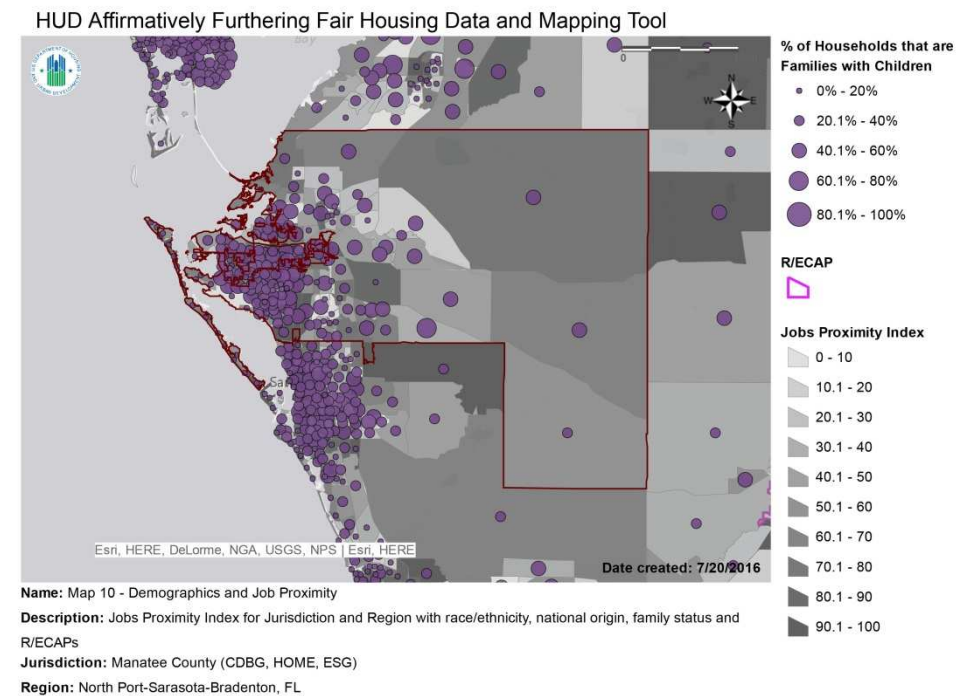 HUD Affirmatively Furthering Fair Housing Data and Mapping Tool
Bay
0
N
W E
S
Sar
Esri, HERE, DeLorme, NGA, USGS, NPS | Esri, HERE
Date created: 7/20/2016
% of Households that are
Families with Children
0% - 20%
20.1% - 40%
40.1% - 60%
60.1% - 80%
80.1% - 100%
R/ECAP
Jobs Proximity Index
0 - 10
10.1 - 20
20.1 - 30
30.1 - 40
40.1 - 50
50.1 - 60
60.1 - 70
70.1 - 80
80.1 - 90
90.1 - 100
Name: Map 10 - Demographics and Job Proximity
Description: Jobs Proximity Index for Jurisdiction and Region with race/ethnicity, national origin, family status and
R/ECAPs
Jurisdiction: Manatee County (CDBG, HOME, ESG)
Region: North Port-Sarasota-Bradenton, FL